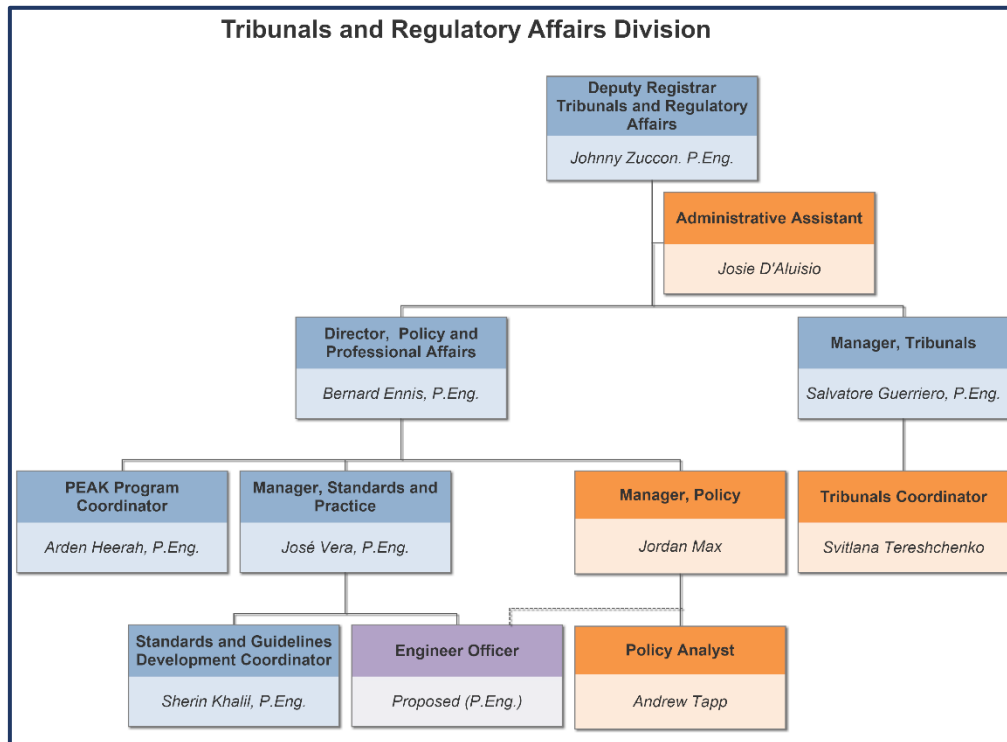 Tribunals and Regulatory Affairs Division
Deputy Registrar
Tribunals and Regulatory
Affairs
Johnny Zuccon. P.Eng.
Administrative Assistant
Josie D'Aluisio
Director, Policy and
Professional Affairs
Bernard Ennis, P.Eng.
Manager, Tribunals
Salvatore Guerriero, P.Eng.
PEAK Program
Coordinator
Arden Heerah, P.Eng.
Manager, Standards and
Practice
José Vera, P.Eng.
Manager, Policy
Jordan Max
Tribunals Coordinator
Svitlana Tereshchenko
Standards and Guidelines
Development Coordinator
Sherin Khalil, P.Eng.
Engineer Officer
Proposed (P.Eng.)
Policy Analyst
Andrew Tapp